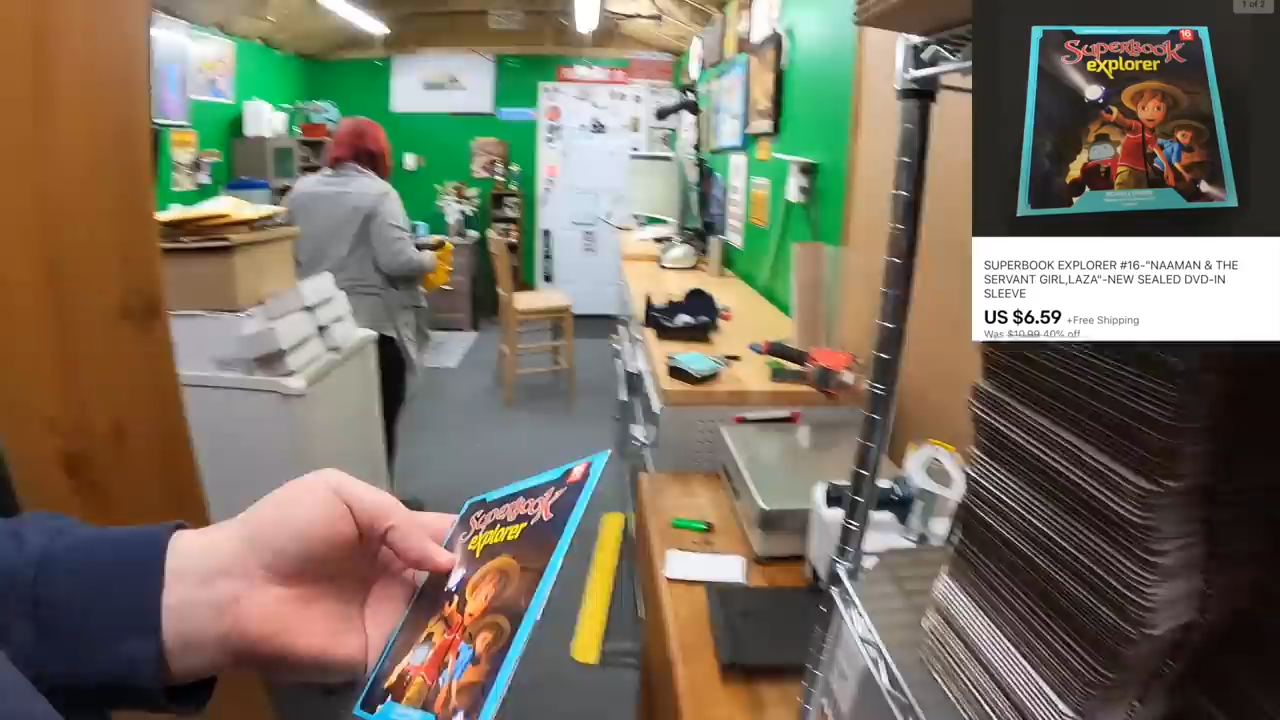 1 of 2
16
SUPERBOOK
explorer
SUPERBOOK EXPLORER #16-"NAAMAN & THE
SERVANT GIRL,LAZA"-NEW SEALED DVD-IN
SLEEVE
US $6.59 +Free Shipping
Was $10.99 40% off
SUPERBOOK
explorer